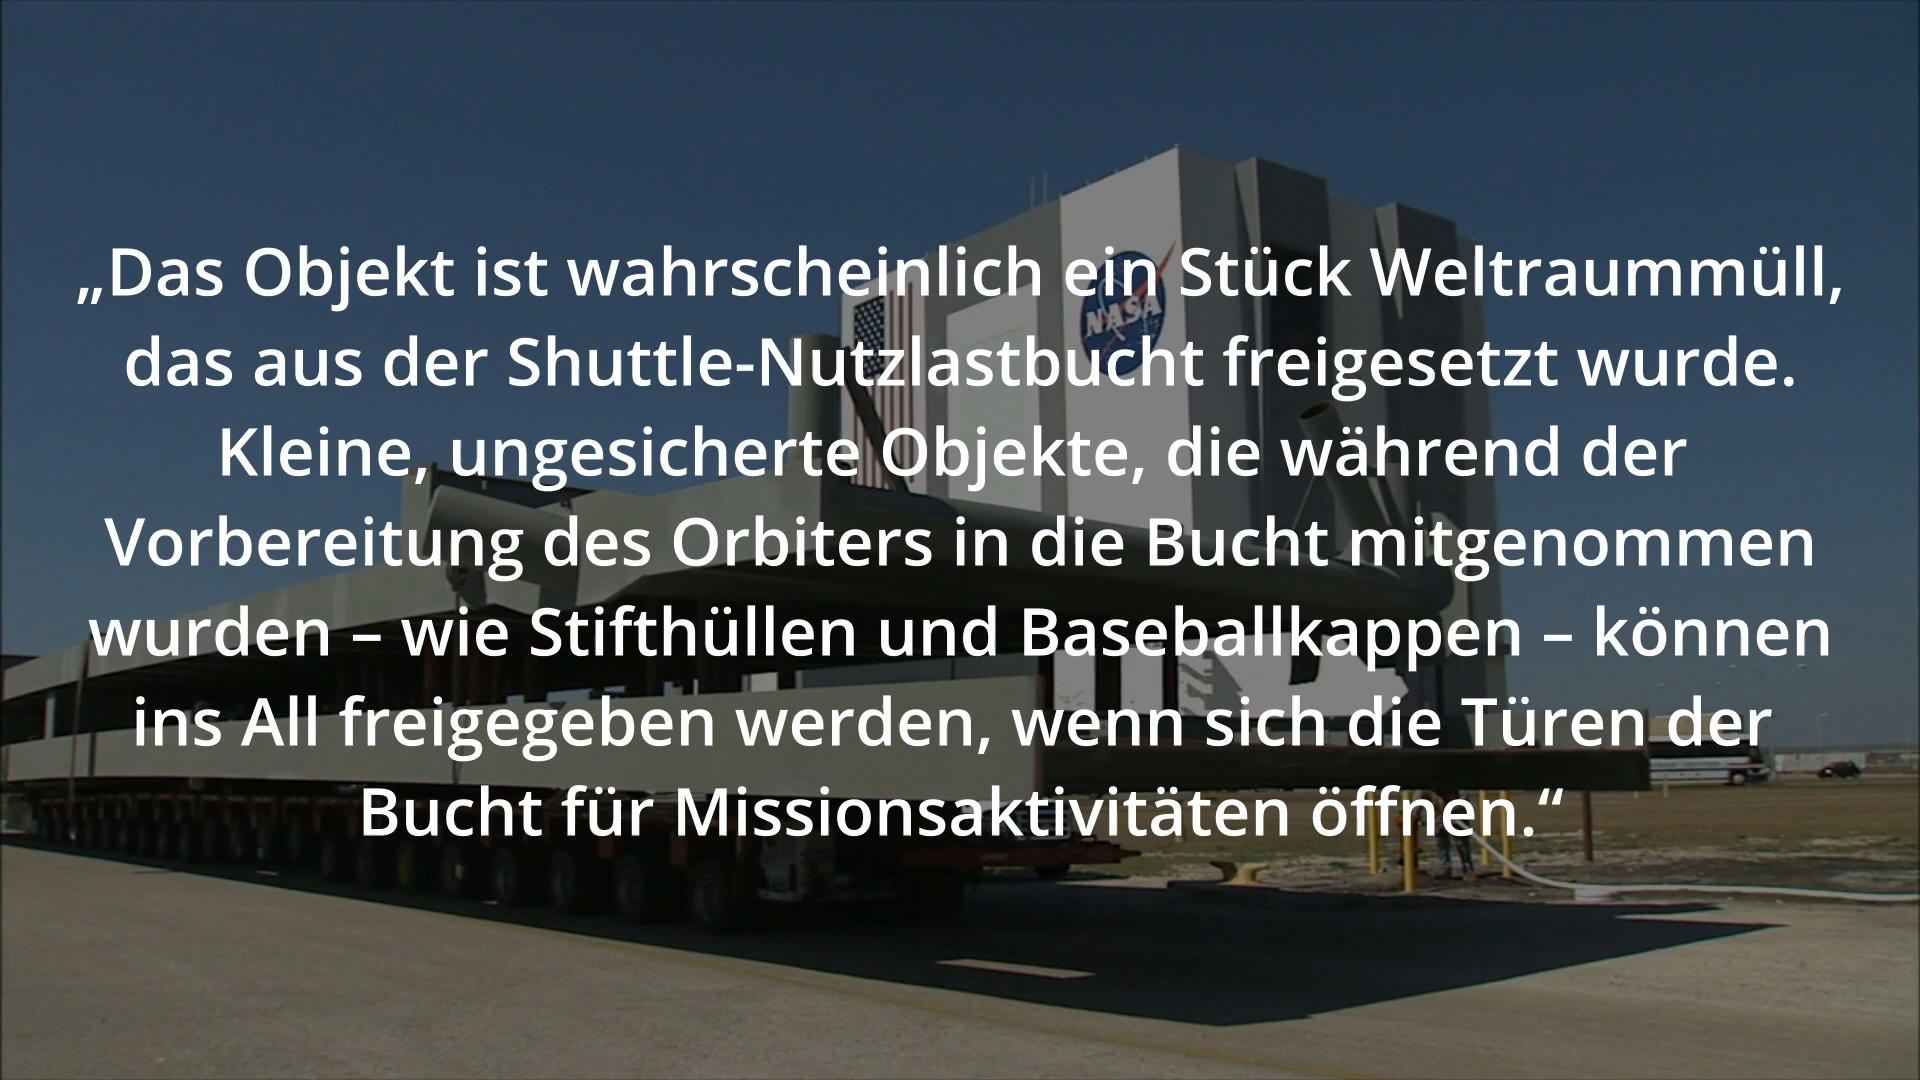 „Das Objekt ist wahrscheinlich ein Stück Weltraummüll,
das aus der Shuttle-Nutzlastbucht freigesetzt wurde.
Kleine, ungesicherte Objekte, die während der
Vorbereitung des Orbiters in die Bucht mitgenommen
wurden – wie Stifthüllen und Baseballkappen – können
ins All freigegeben werden, wenn sich die Türen der
Bucht für Missionsaktivitäten öffnen.“
NASA